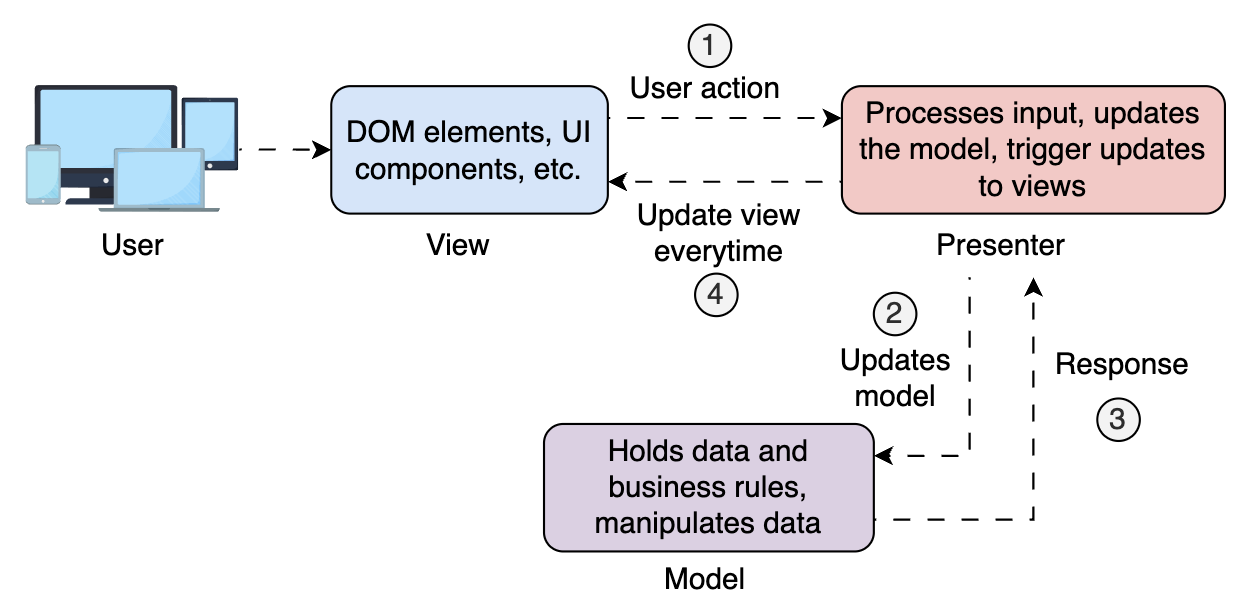 1
User action
DOM elements, UI
components, etc.
Processes input, updates
the model, trigger updates
to views
Update view
everytime
4
User
View
Presenter
2
Updates
model
Response
3
Holds data and
business rules,
manipulates data
Model